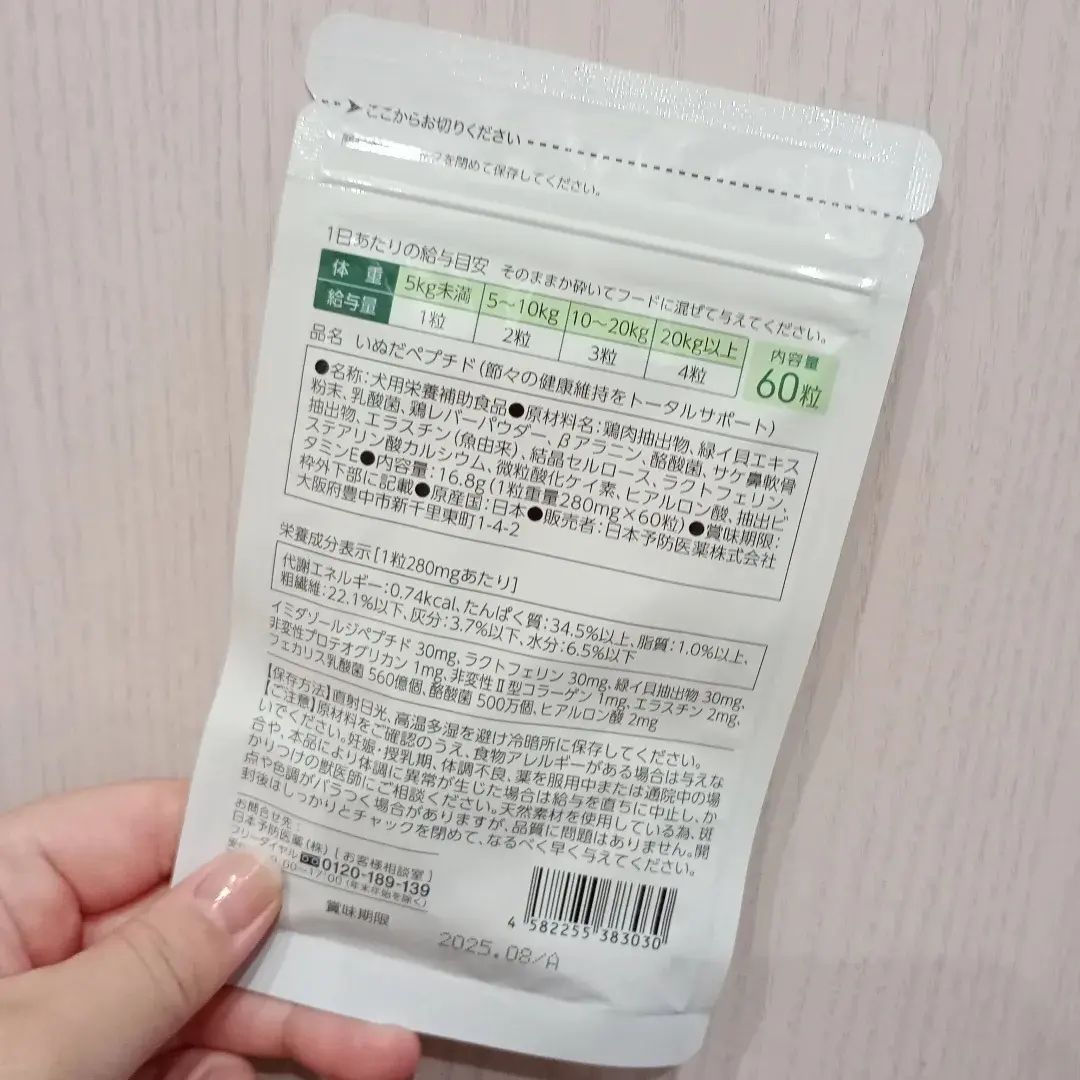 ここからお切りください
を閉めて保存してください。
1日あたりの給与目安 そのままか砕いてフードに混ぜて与えてください。
体重 5kg未満 5～10kg 10～20kg 20kg以上
給与量 1粒 2粒 3粒 4粒
内容量
60粒
品名 いぬだペプチド(節々の健康維持をトータルサポート)
●名称:犬用栄養補助食品●原材料名:鶏肉抽出物、緑イ貝エキス
粉末、乳酸菌、鶏レバーパウダー、βアラニン、酪酸菌、サケ鼻軟骨
抽出物、エラスチン(魚由来)、結晶セルロース、ラクトフェリン、
ステアリン酸カルシウム、微粒酸化ケイ素、ヒアルロン酸、抽出ビ
タミンE●内容量:16.8g(1粒重量280mg×60粒)●賞味期限:
枠外下部に記載●原産国:日本●販売者:日本予防医薬株式会社
大阪府豊中市新千里東町1-4-2
栄養成分表示[1粒280mgあたり]
代謝エネルギー:0.74kcal、たんぱく質:34.5%以上、脂質:1.0%以上、
粗繊維:22.1%以下、灰分:3.7%以下、水分:6.5%以下
イミダゾールジペプチド 30mg、ラクトフェリン 30mg、緑イ貝抽出物 30mg、
非変性プロテオグリカン 1mg、非変性Ⅱ型コラーゲン 1mg、エラスチン 2mg、
フェカリス乳酸菌 560億個、酪酸菌 500万個、ヒアルロン酸 2mg
【保存方法】直射日光、高温多湿を避け冷暗所に保存してください。
【ご注意】原材料をご確認のうえ、食物アレルギーがある場合は与えな
いでください。妊娠・授乳期、体調不良、薬を服用中または通院中の場
合や、本品により体調に異常が生じた場合は給与を直ちに中止し、か
かりつけの獣医師にご相談ください。天然素材を使用している為、斑
点や色調がバラつく場合がありますが、品質に問題はありません。開
封後はしっかりとチャックを閉めて、なるべく早く与えてください。
お問合せ先:
日本予防医薬(株)[お客様相談室]
フリーダイヤル 0120-189-139
9:00～17:00(年末年始を除く)
賞味期限
2025.08/A
4 582255 383030